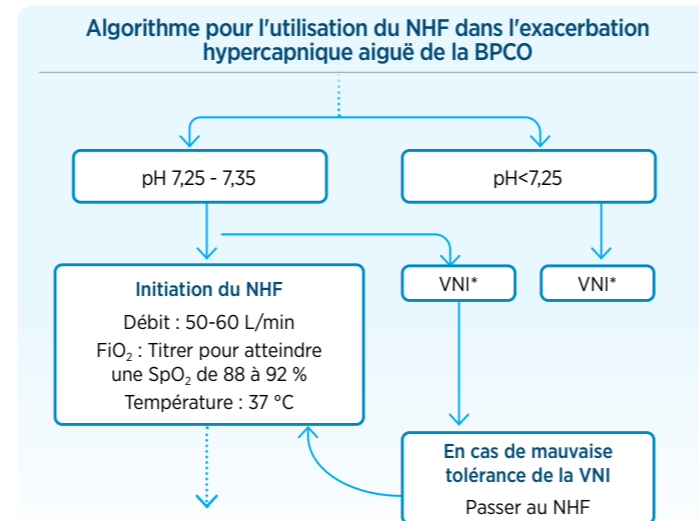 Algorithme pour l'utilisation du NHF dans l'exacerbation
hypercapnique aiguë de la BPCO
pH 7,25 - 7,35
pH<7,25
Initiation du NHF
Débit : 50-60 L/min
FiO₂ : Titrer pour atteindre
une SpO₂ de 88 à 92 %
Température : 37 °C
VNI*
VNI*
En cas de mauvaise
tolérance de la VNI
Passer au NHF